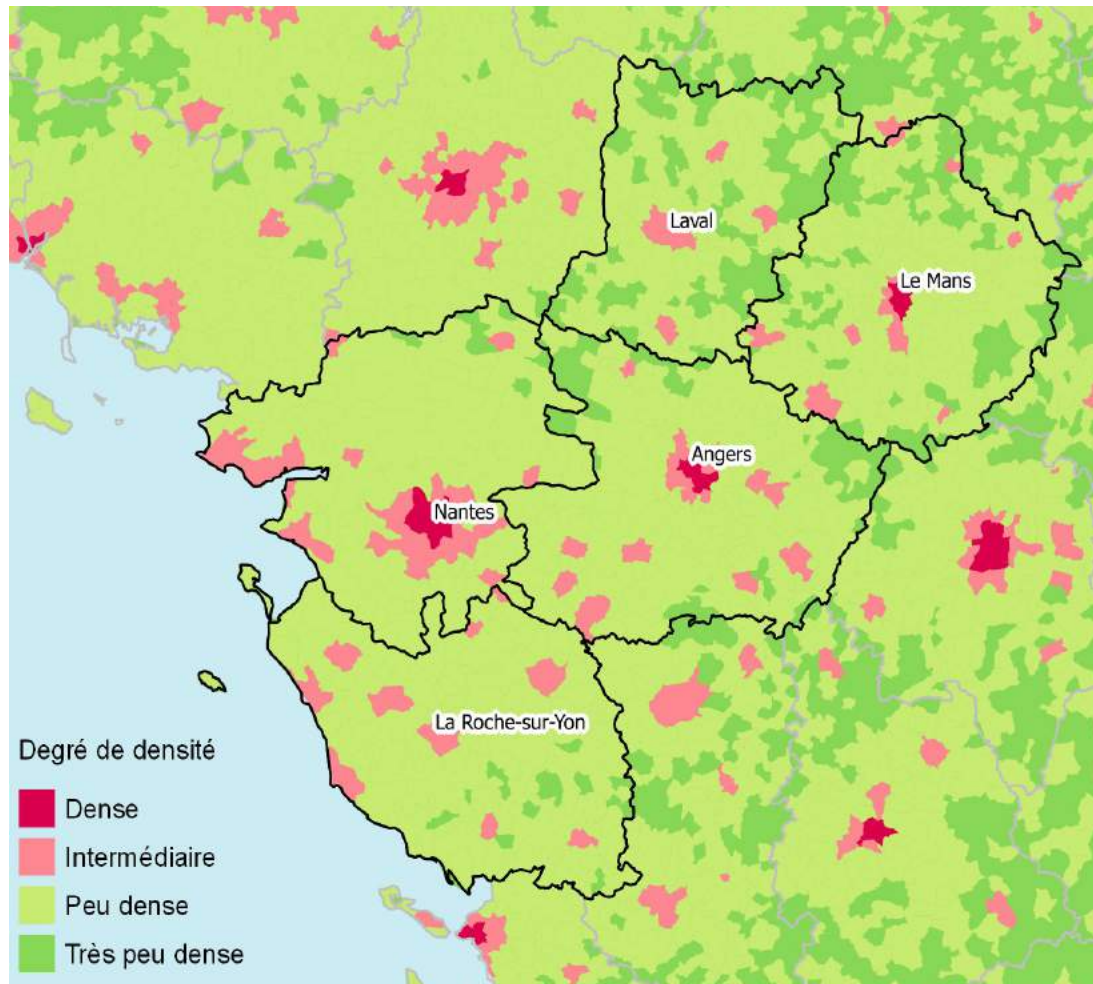 Laval
Le Mans
Angers
Nantes
La Roche-sur-Yon
Degré de densité
Dense
Intermédiaire
Peu dense
Très peu dense